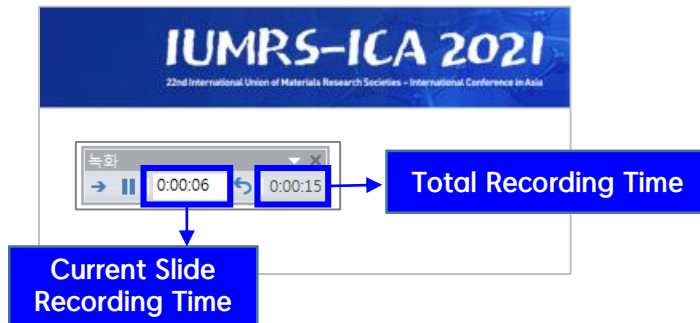 IUMRS-ICA 2021
22nd International Union of Materials Research Societies – International Conference in Asia
녹화
0:00:06
0:00:15
Total Recording Time
Current Slide
Recording Time